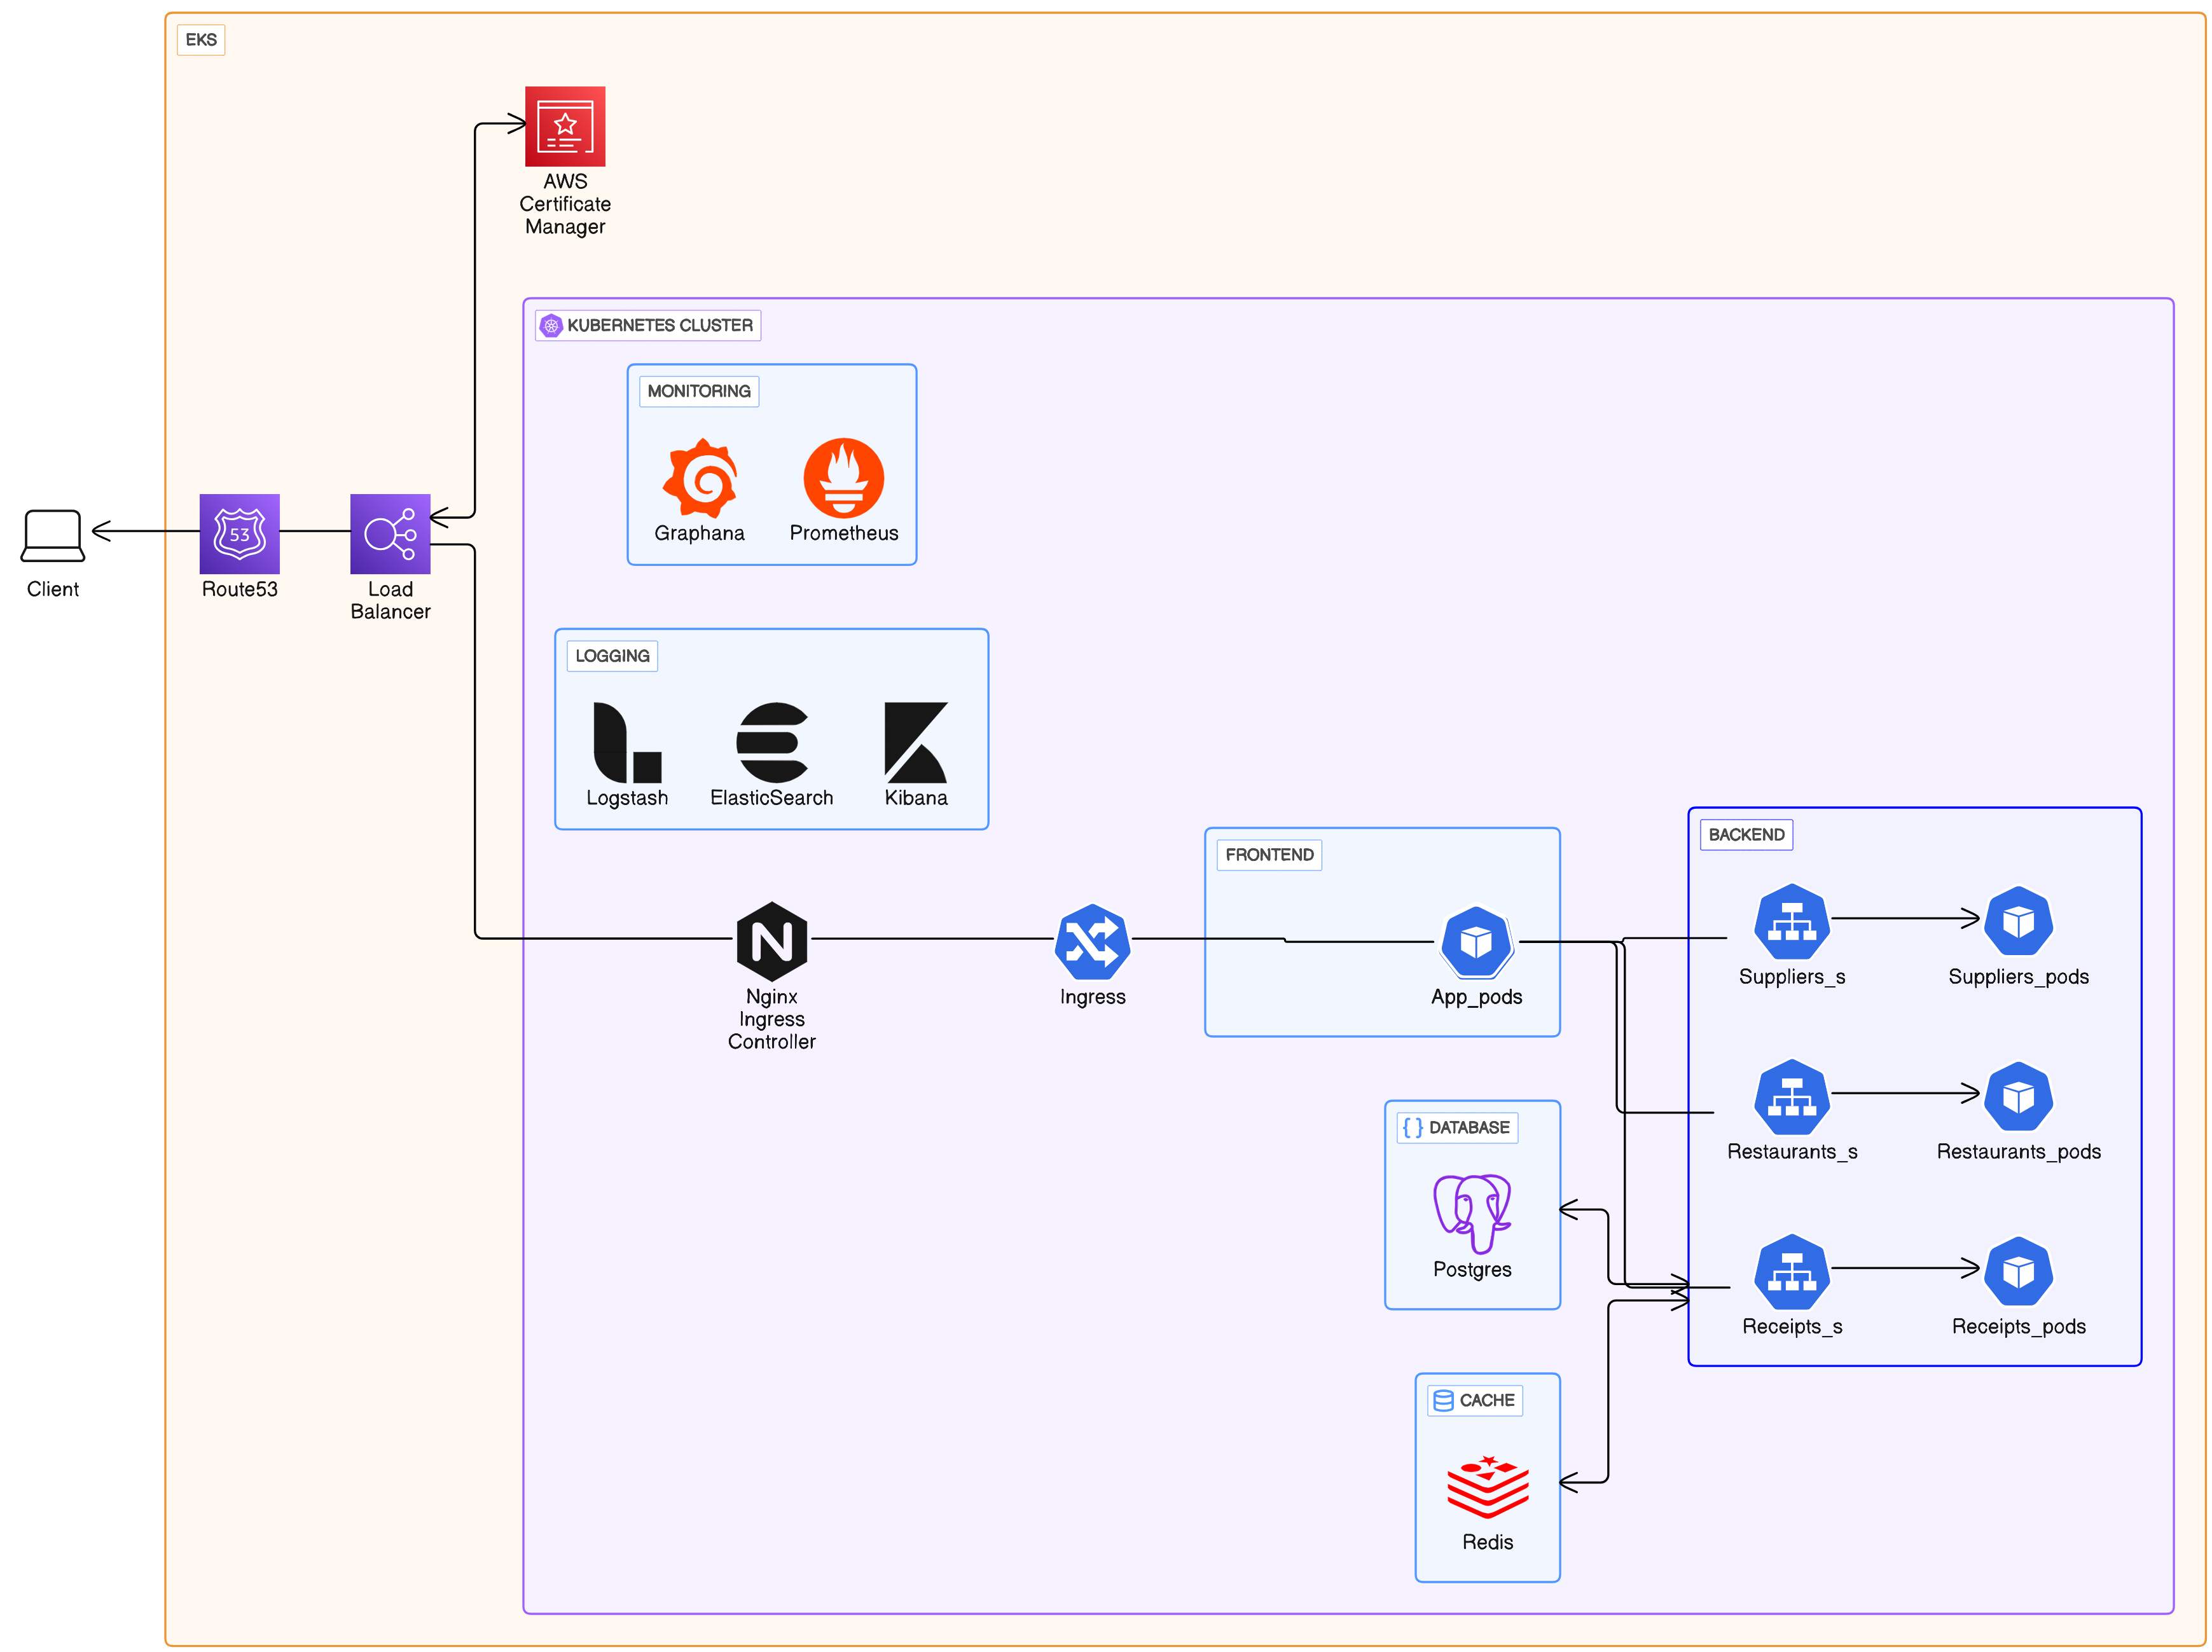 EKS
AWS
Certificate
Manager
KUBERNETES CLUSTER
MONITORING
Graphana
Prometheus
Client
53
Route53
Load
Balancer
LOGGING
Logstash
ElasticSearch
Kibana
Nginx
Ingress
Controller
Ingress
FRONTEND
App_pods
BACKEND
Suppliers_s
Suppliers_pods
Restaurants_s
Restaurants_pods
Receipts_s
Receipts_pods
{ } DATABASE
Postgres
CACHE
Redis